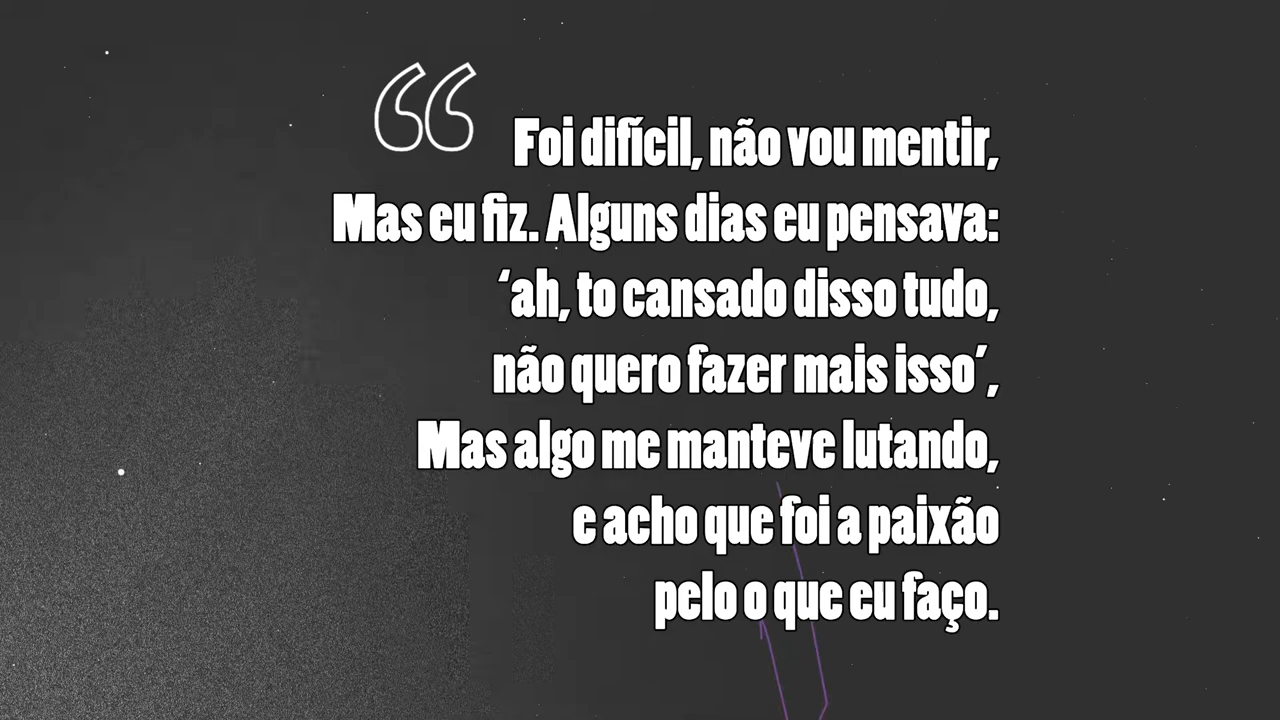 “ Foi difícil, não vou mentir,
Mas eu fiz. Alguns dias eu pensava:
‘ah, to cansado disso tudo,
não quero fazer mais isso’,
Mas algo me manteve lutando,
e acho que foi a paixão
pelo o que eu faço.